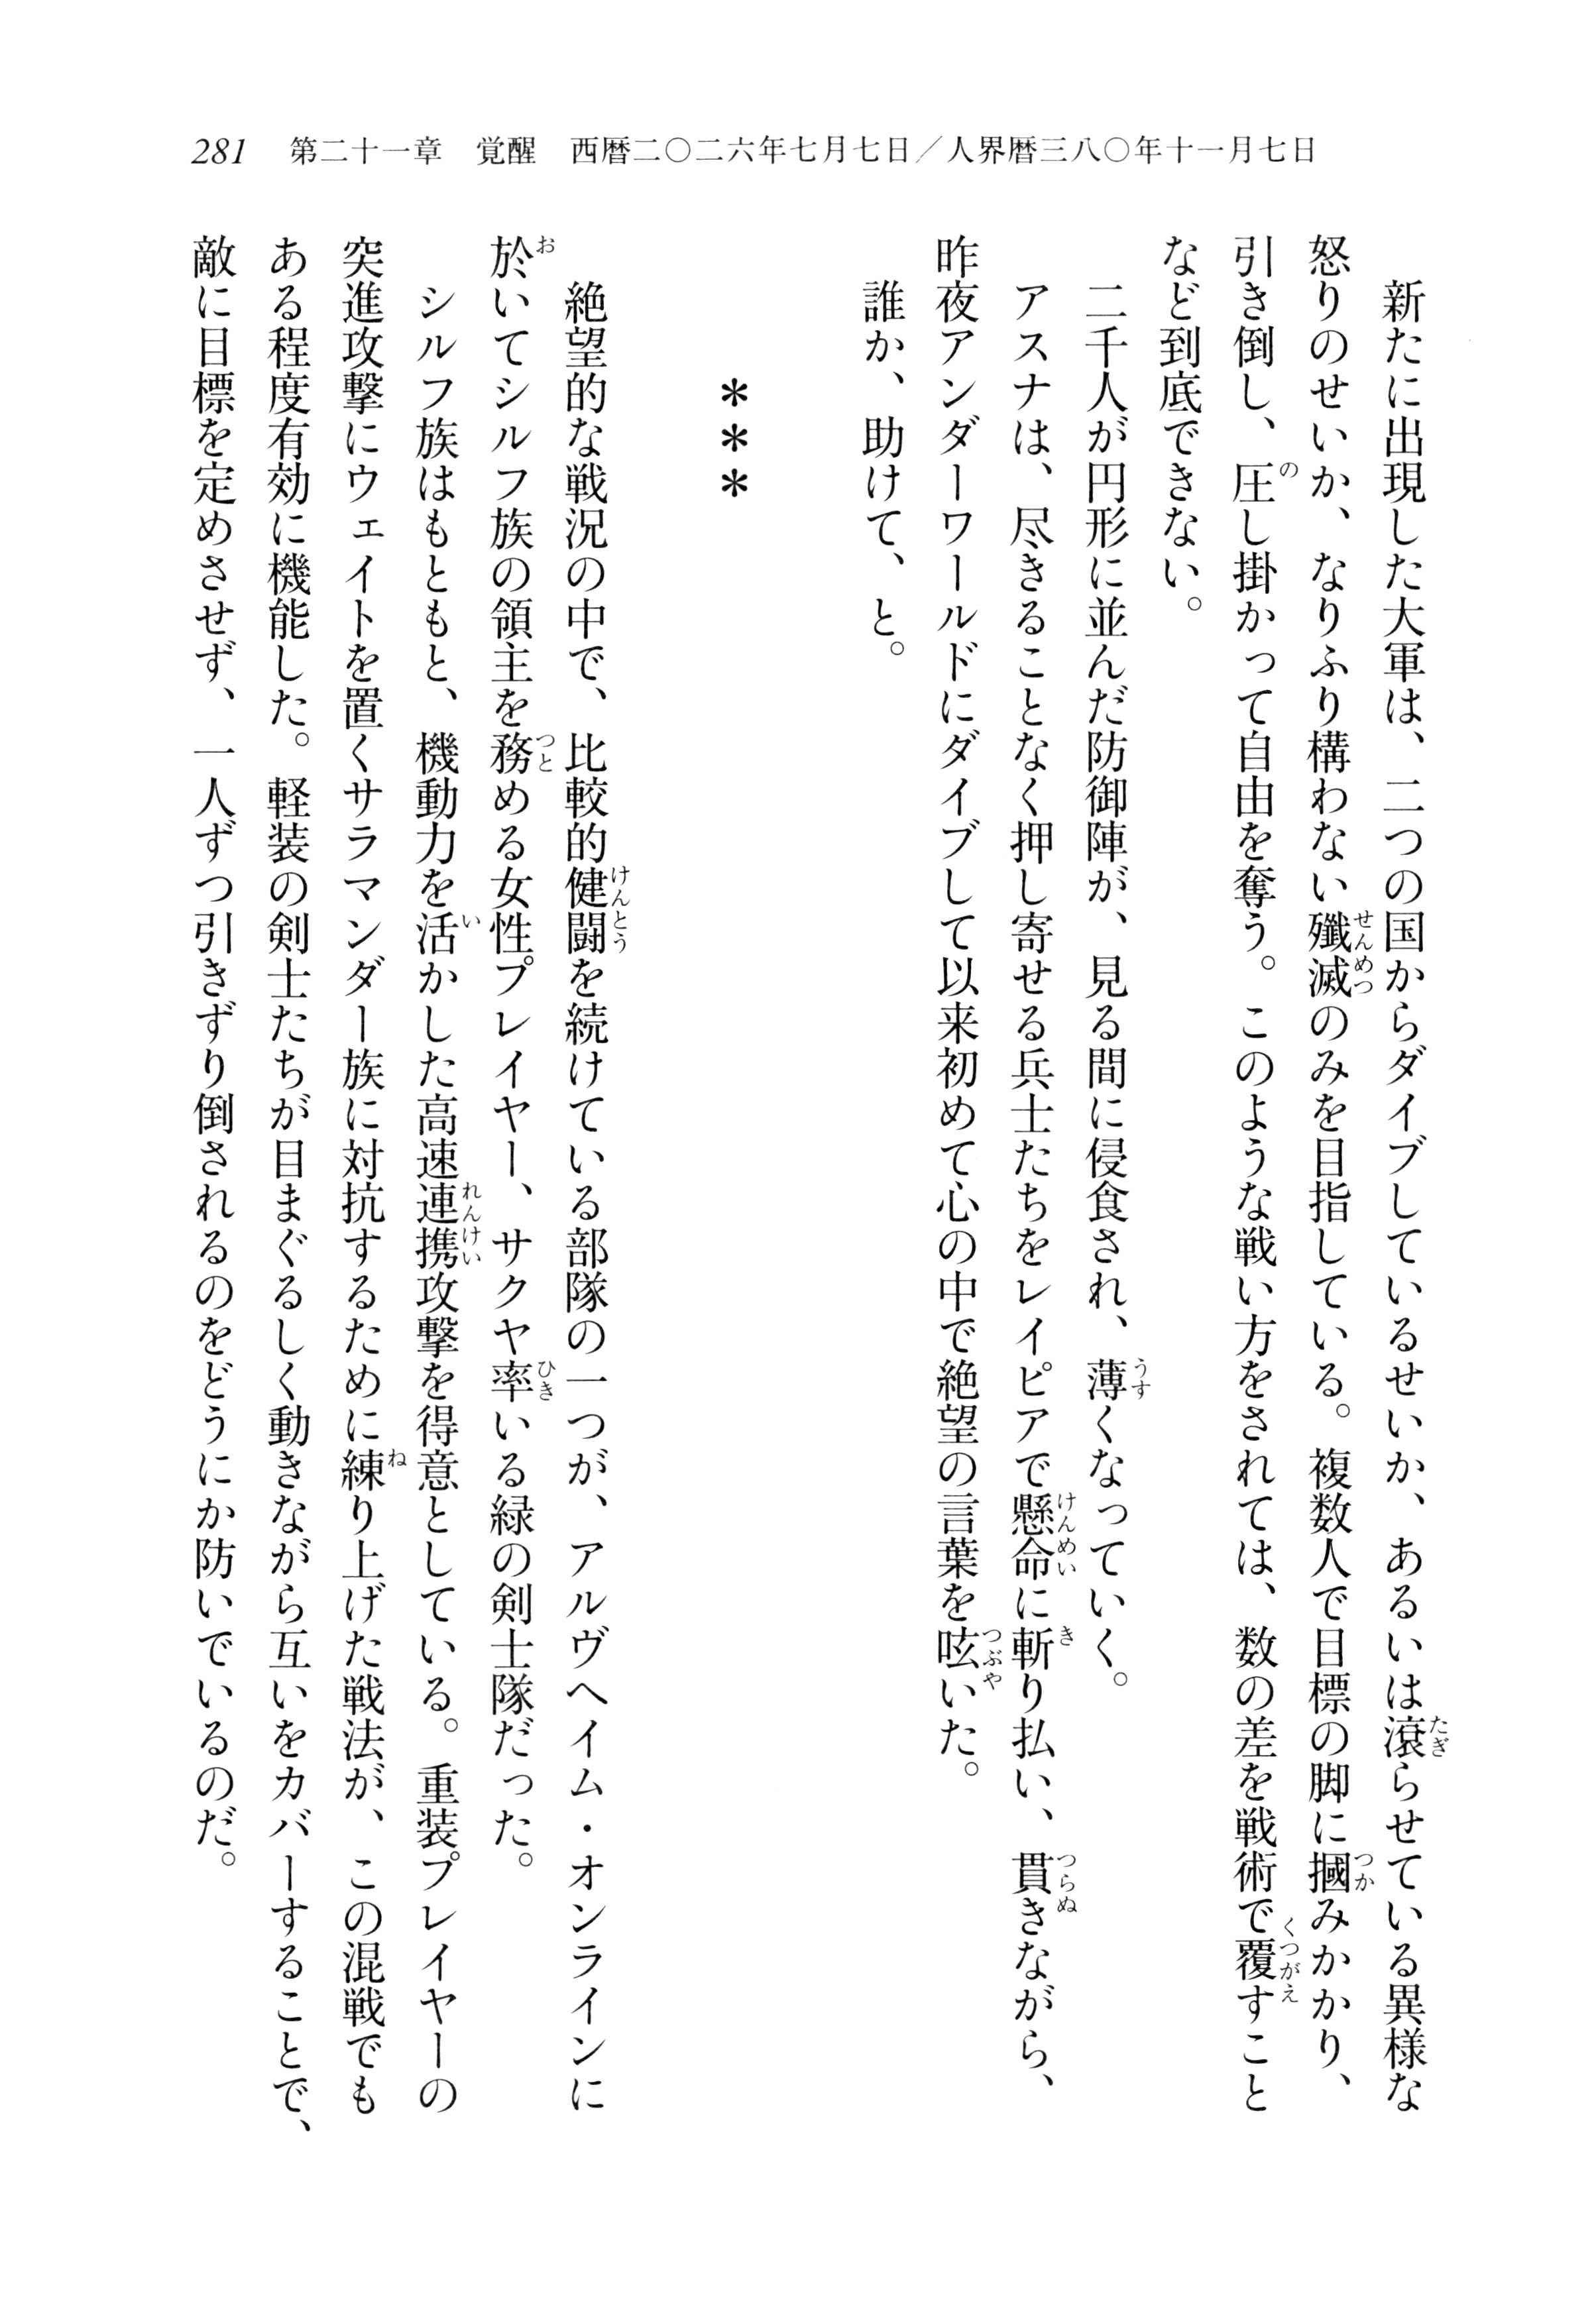 281　第二十一章　覚醒　西暦二〇二六年七月七日／人界暦三八〇年十一月七日
　新たに出現した大軍は、二つの国からダイブしているせいか、あるいは滾らせている異様な
怒りのせいか、なりふり構わない殲滅のみを目指している。複数人で目標の脚に摑みかかり、
引き倒し、圧し掛かって自由を奪う。このような戦い方をされては、数の差を戦術で覆すこと
など到底できない。
　二千人が円形に並んだ防御陣が、見る間に侵食され、薄くなっていく。
　アスナは、尽きることなく押し寄せる兵士たちをレイピアで懸命に斬り払い、貫きながら、
昨夜アンダーワールドにダイブして以来初めて心の中で絶望の言葉を呟いた。
　誰か、助けて、と。
＊＊＊
　絶望的な戦況の中で、比較的健闘を続けている部隊の一つが、アルヴヘイム・オンラインに
於いてシルフ族の領主を務める女性プレイヤー、サクヤ率いる緑の剣士隊だった。
　シルフ族はもともと、機動力を活かした高速連携攻撃を得意としている。重装プレイヤーの
突進攻撃にウェイトを置くサラマンダー族に対抗するために練り上げた戦法が、この混戦でも
ある程度有効に機能した。軽装の剣士たちが目まぐるしく動きながら互いをカバーすることで、
敵に目標を定めさせず、一人ずつ引きずり倒されるのをどうにか防いでいるのだ。